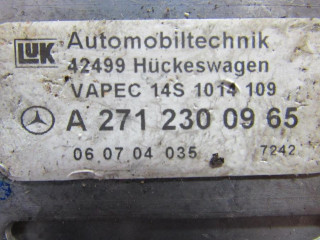 LUK Automobiltechnik
42499 Hückeswagen
VAPEC 14S 1014 109
A 271 230 09 65
06 07 04 035 7242